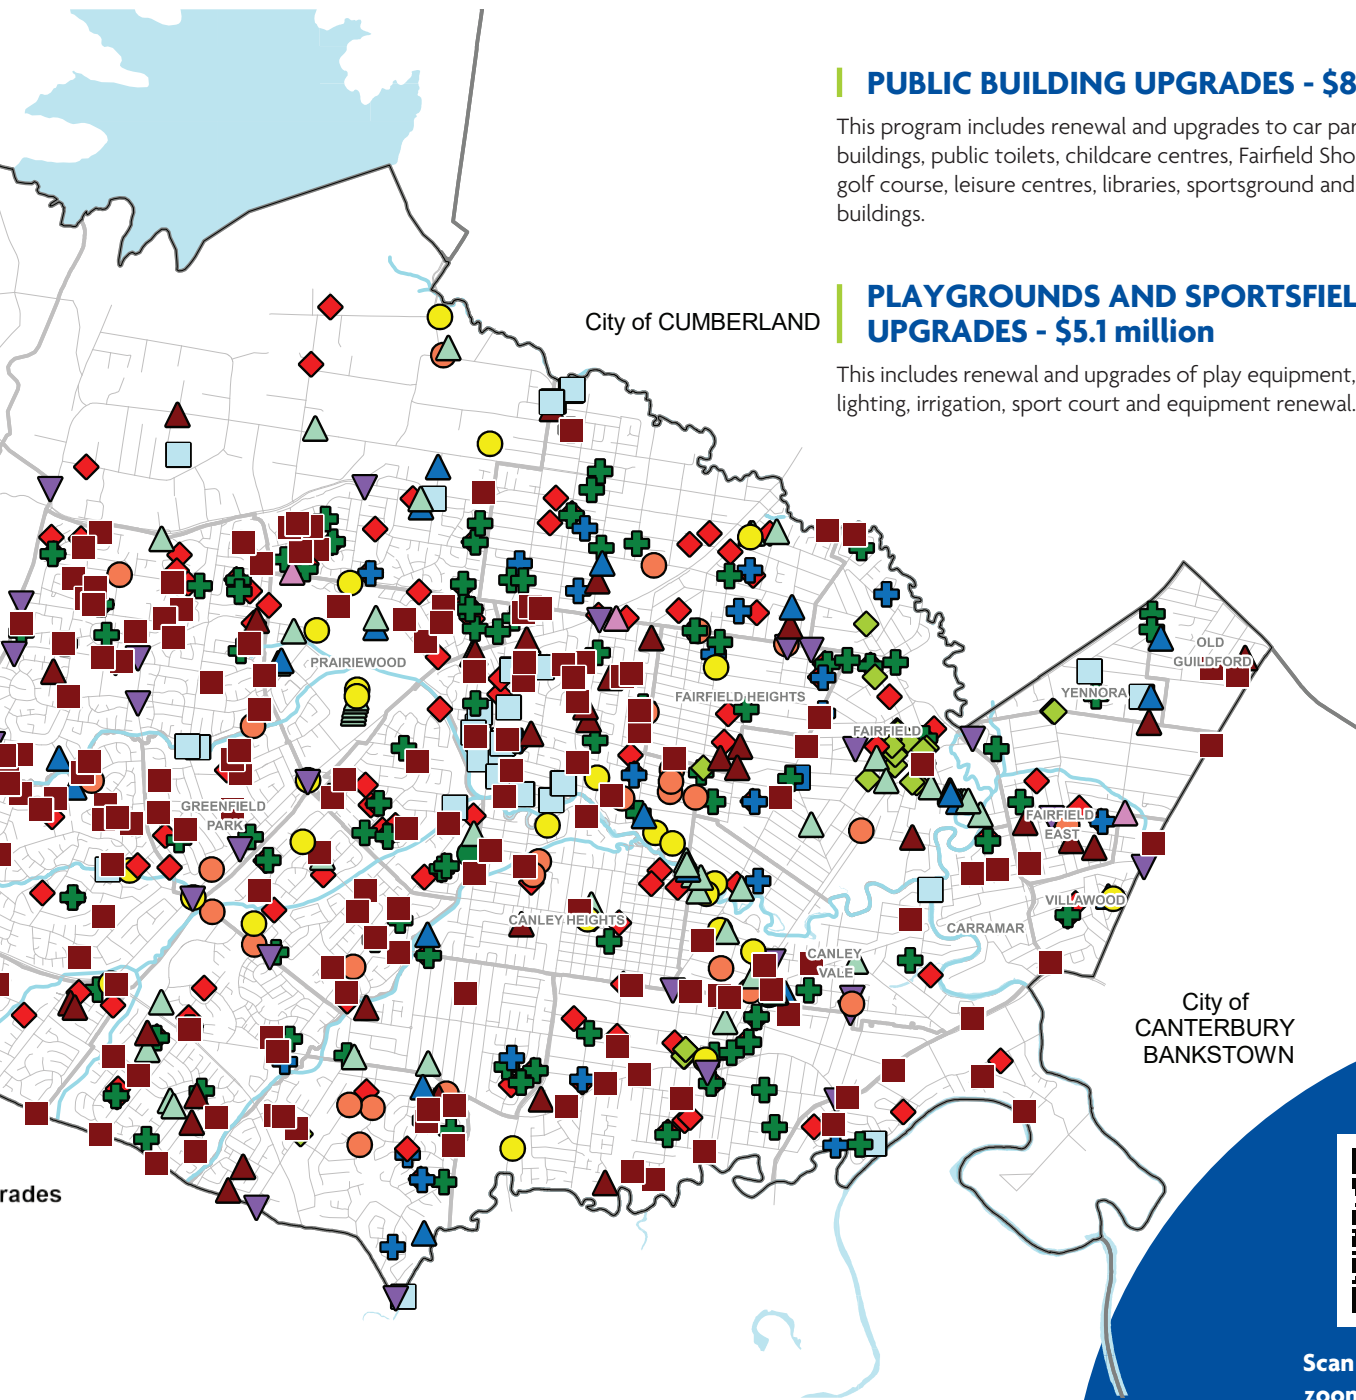 PUBLIC BUILDING UPGRADES - $8
This program includes renewal and upgrades to car par
buildings, public toilets, childcare centres, Fairfield Sho
golf course, leisure centres, libraries, sportsground and
buildings.
PLAYGROUNDS AND SPORTSFIEL
UPGRADES - $5.1 million
This includes renewal and upgrades of play equipment,
lighting, irrigation, sport court and equipment renewal.
City of CUMBERLAND
OLD
GUILDFORD
YENNORA
PRAIRIEWOOD
FAIRFIELD HEIGHTS
FAIRFIELD
GREENFIELD
PARK
FAIRFIELD
EAST
VILLAWOOD
CANLEY HEIGHTS
CARRAMAR
CANLEY
VALE
City of
CANTERBURY
BANKSTOWN
rades
Scan
zoom